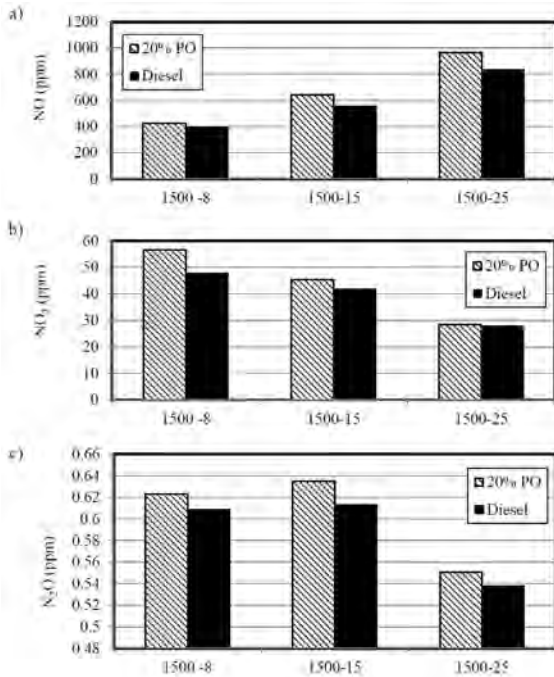 a)
1200
1000
800
600
400
200
0
NO (ppm)
20% PO
Diesel
1500 -8
1500-15
1500-25
b)
60
50
40
30
20
10
0
NO₂ (ppm)
20% PO
Diesel
1500 -8
1500-15
1500-25
c)
0.66
0.64
0.62
0.6
0.58
0.56
0.54
0.52
0.5
0.48
N₂O (ppm)
20% PO
Diesel
1500 -8
1500-15
1500-25